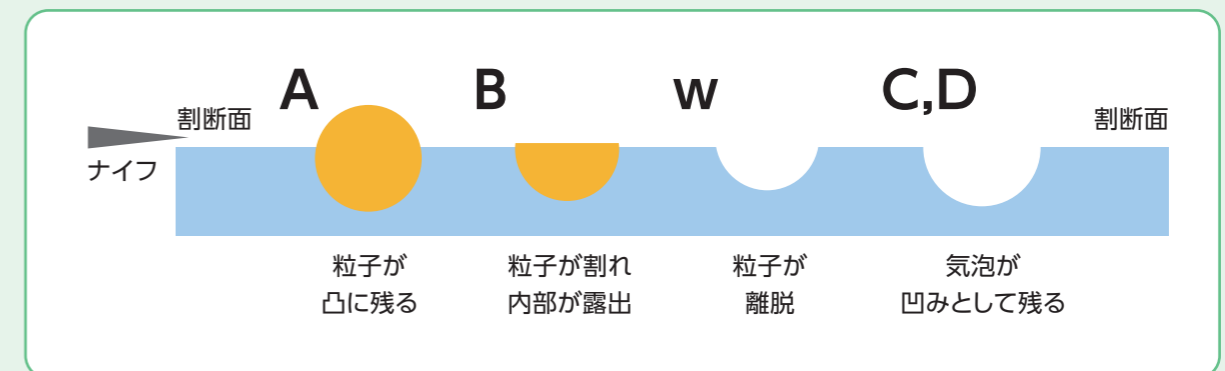 A
B
w
C,D
割断面
割断面
ナイフ
粒子が
凸に残る
粒子が割れ
内部が露出
粒子が
離脱
気泡が
凹みとして残る